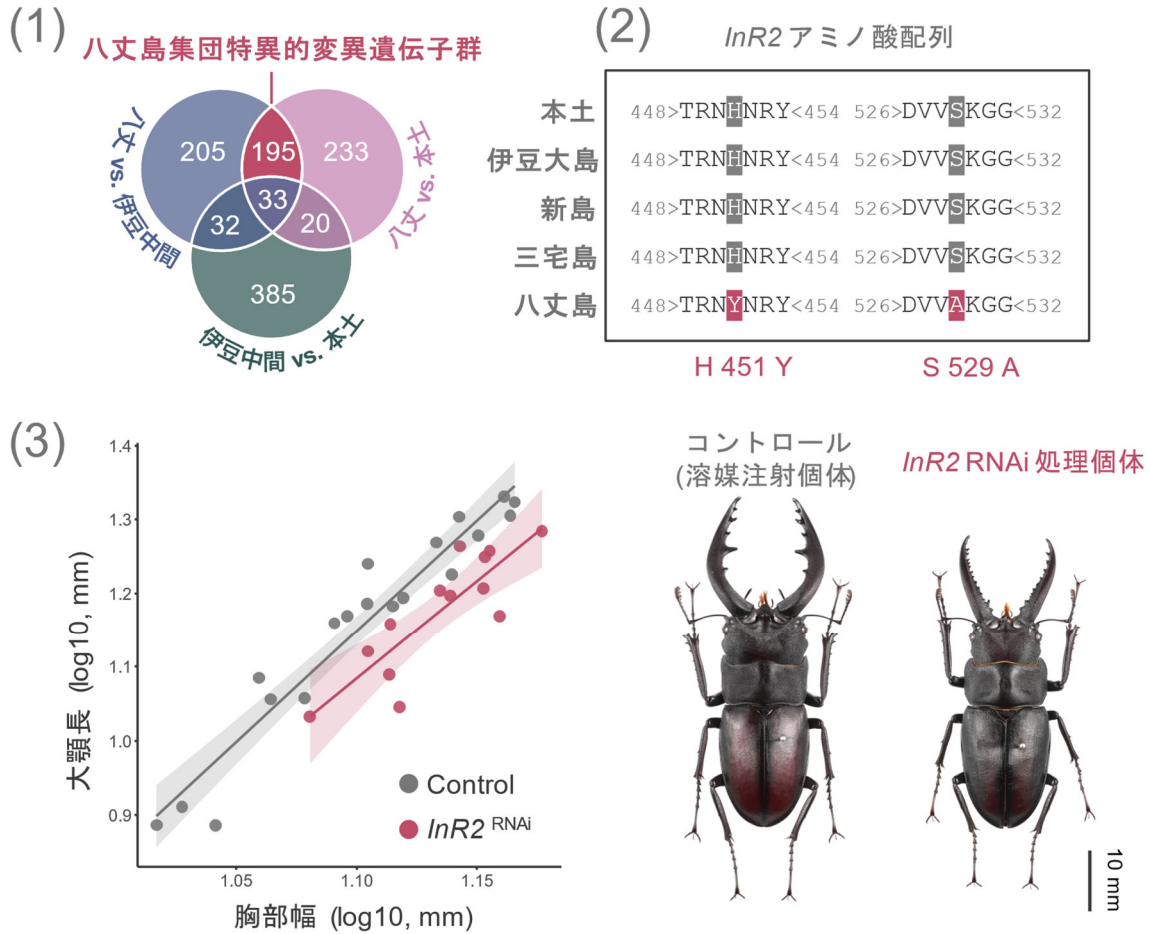 (1)
八丈島集団特異的変異遺伝子群
八丈 vs. 伊豆中間
八丈 vs. 本土
伊豆中間 vs. 本土
205
195
233
33
32
20
385
(2)
InR2 アミノ酸配列
本土 448>TRNHNRY<454 526>DVVSKGG<532
伊豆大島 448>TRNHNRY<454 526>DVVSKGG<532
新島 448>TRNHNRY<454 526>DVVSKGG<532
三宅島 448>TRNHNRY<454 526>DVVSKGG<532
八丈島 448>TRNYNRY<454 526>DVVAKGG<532
H 451 Y S 529 A
(3)
大顎長 (log10, mm)
1.4
1.3
1.2
1.1
1.0
0.9
1.05 1.10 1.15
胸部幅 (log10, mm)
Control
InR2 RNAi
コントロール
(溶媒注射個体)
InR2 RNAi 処理個体
10 mm